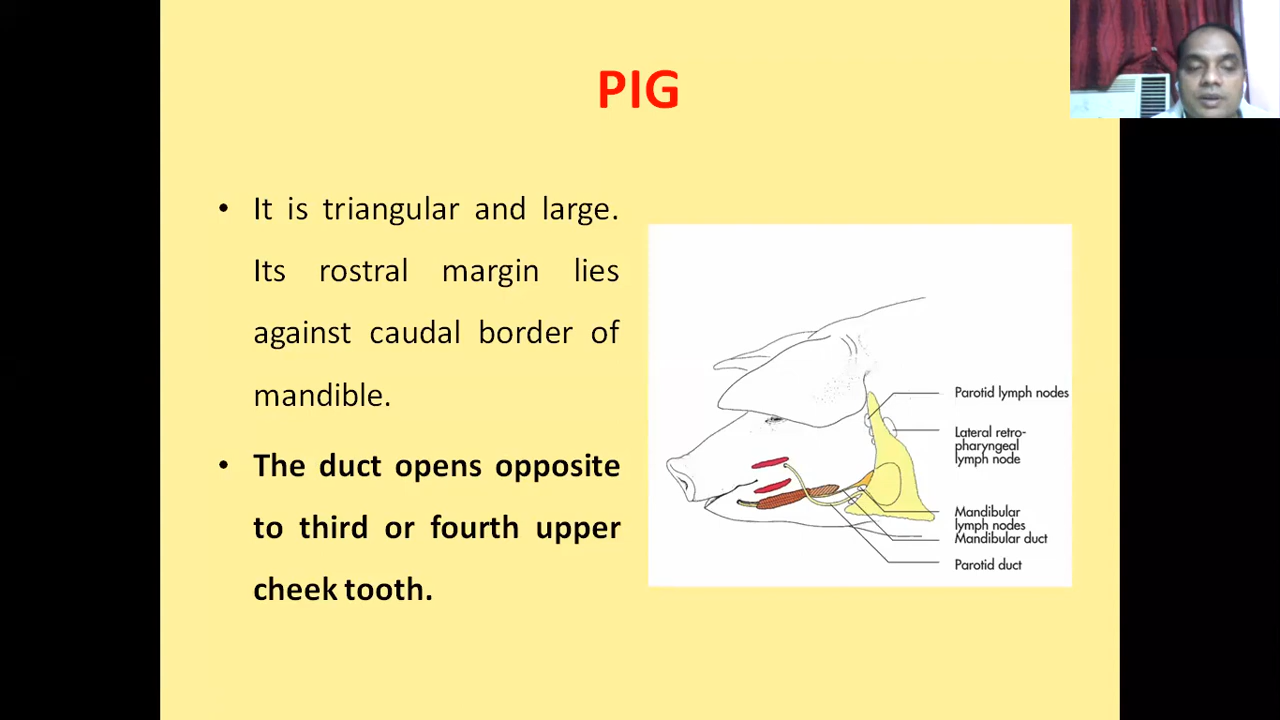 PIG
• It is triangular and large.
Its rostral margin lies
against caudal border of
mandible.
• The duct opens opposite
to third or fourth upper
cheek tooth.
Parotid lymph nodes
Lateral retro-
pharyngeal
lymph node
Mandibular
lymph nodes
Mandibular duct
Parotid duct